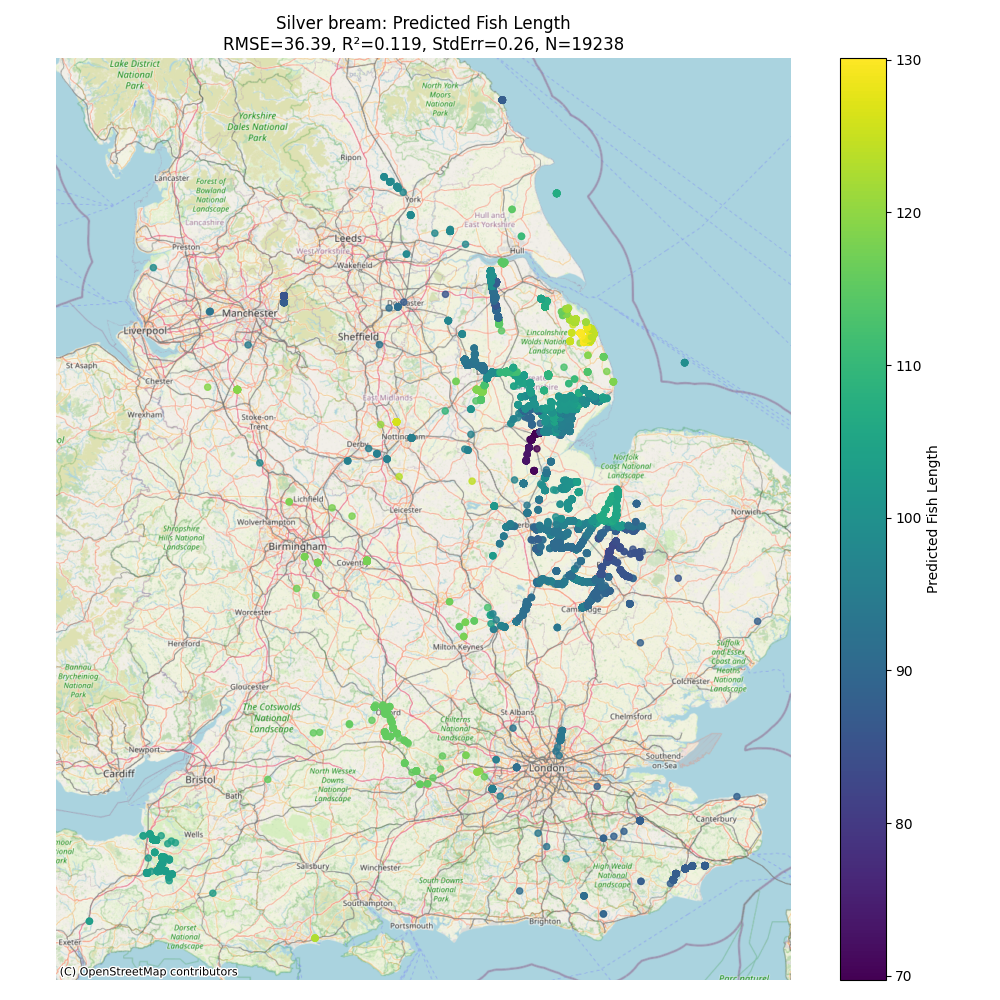 Silver bream: Predicted Fish Length
RMSE=36.39, R²=0.119, StdErr=0.26, N=19238
Lake District
National
Park
North York
Moors
National
Park
Yorkshire
Dales National
Park
Ripon
Lancaster
Forest of
Bowland
National
Landscape
York
Lancashire
Hull and
East Yorkshire
Preston
Leeds
West Yorkshire
Hull
Wakefield
Manchester
Liverpool
Sheffield
Lincolnshire
Wolds National
Landscape
St Asaph
Chester
East Midlands
Wrexham
Stoke-on-
Trent
Derby
Nottingham
Norfolk
Coast National
Landscape
Lichfield
Leicester
Norwich
Shropshire
Hills National
Landscape
Wolverhampton
Birmingham
Worcester
Milton Keynes
Hereford
Suffolk
and Essex
Coast and
Heaths
National
Landscape
Bannau
Brycheiniog
National
Park
Colchester
Gloucester
The Cotswolds
National
Landscape
Chilterns
National
Landscape
St Albans
Chelmsford
Newport
Cardiff
Bristol
Bath
North Wessex
Downs
National
Landscape
London
Southend
-on-Sea
Canterbury
Wells
Salisbury
Winchester
High Weald
National
Landscape
South Downs
National
Park
Southampton
Portsmouth
Brighton
Exeter
Dorset
National
Landscape
(C) OpenStreetMap contributors
130
120
110
100
90
80
70
Predicted Fish Length